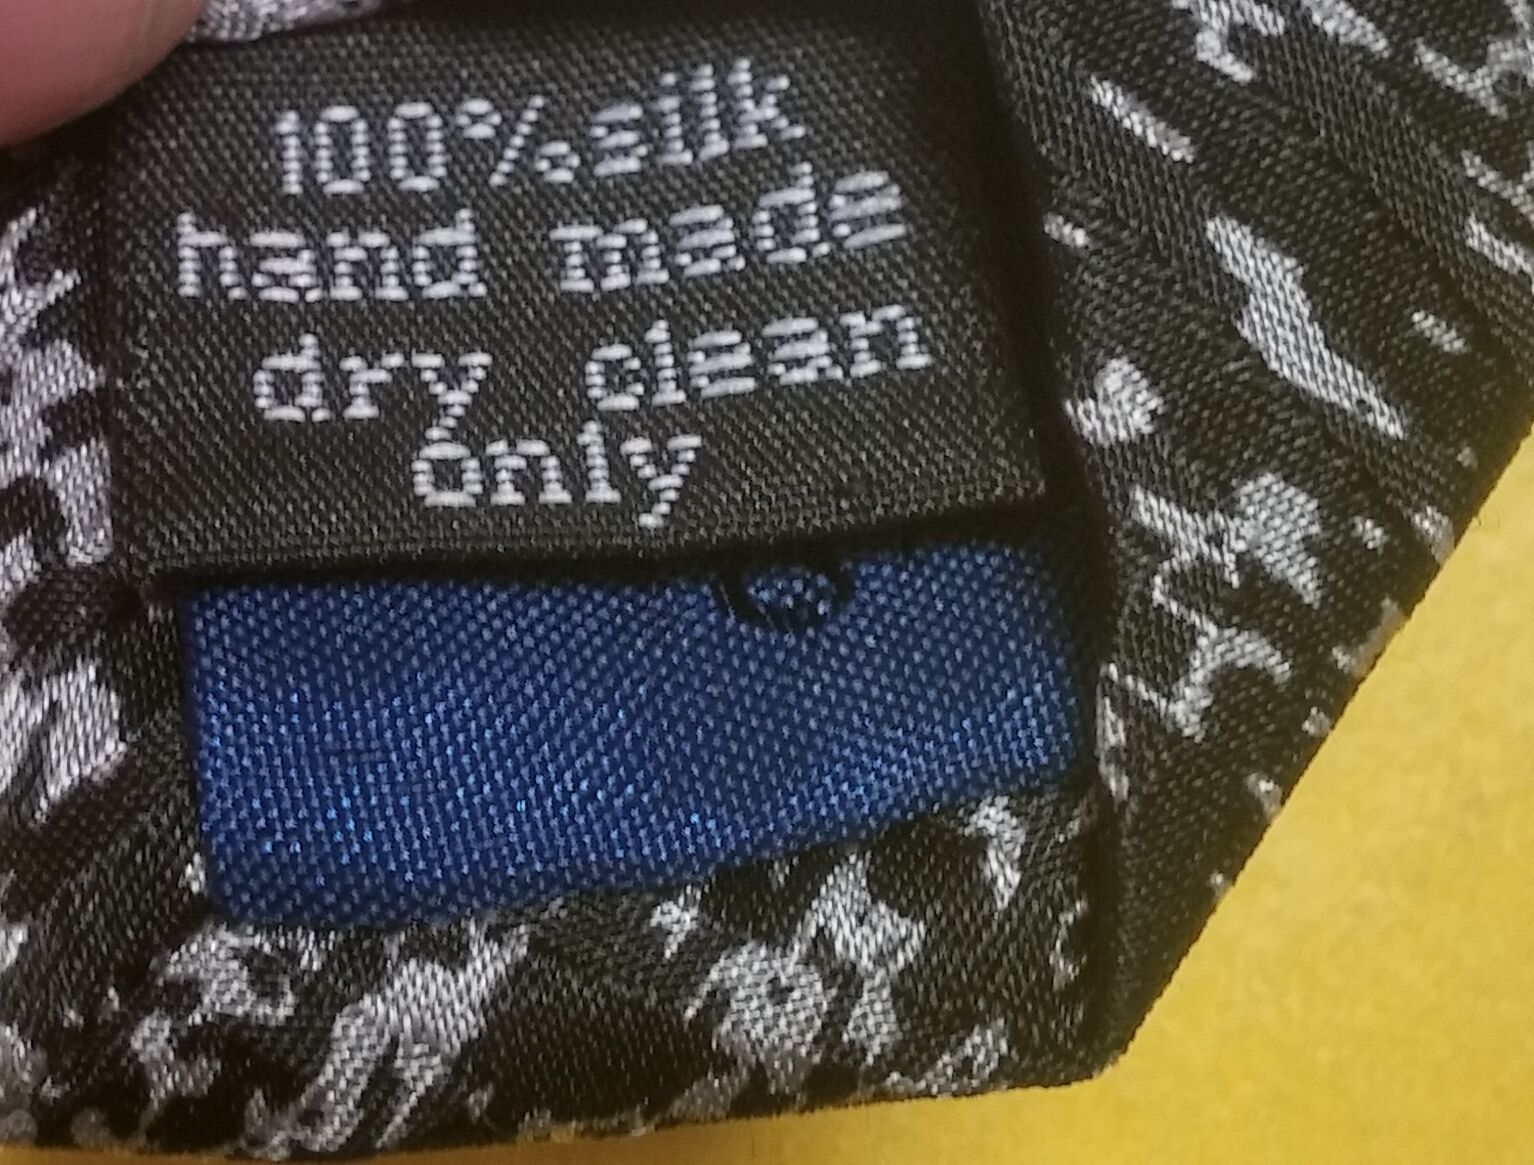 100% silk
hand made
dry clean
only